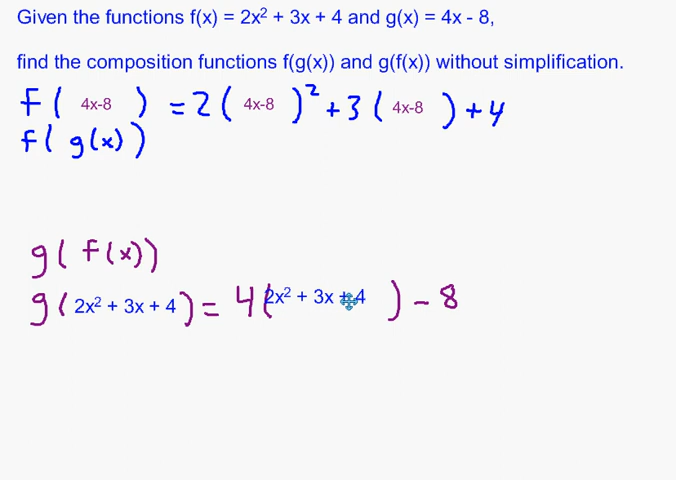 Given the functions f(x) = 2x² + 3x + 4 and g(x) = 4x - 8,
find the composition functions f(g(x)) and g(f(x)) without simplification.
f( 4x-8 ) = 2( 4x-8 )² + 3( 4x-8 ) + 4
f( g(x))
g( f(x))
g( 2x² + 3x + 4 ) = 4( 2x² + 3x + 4 ) - 8